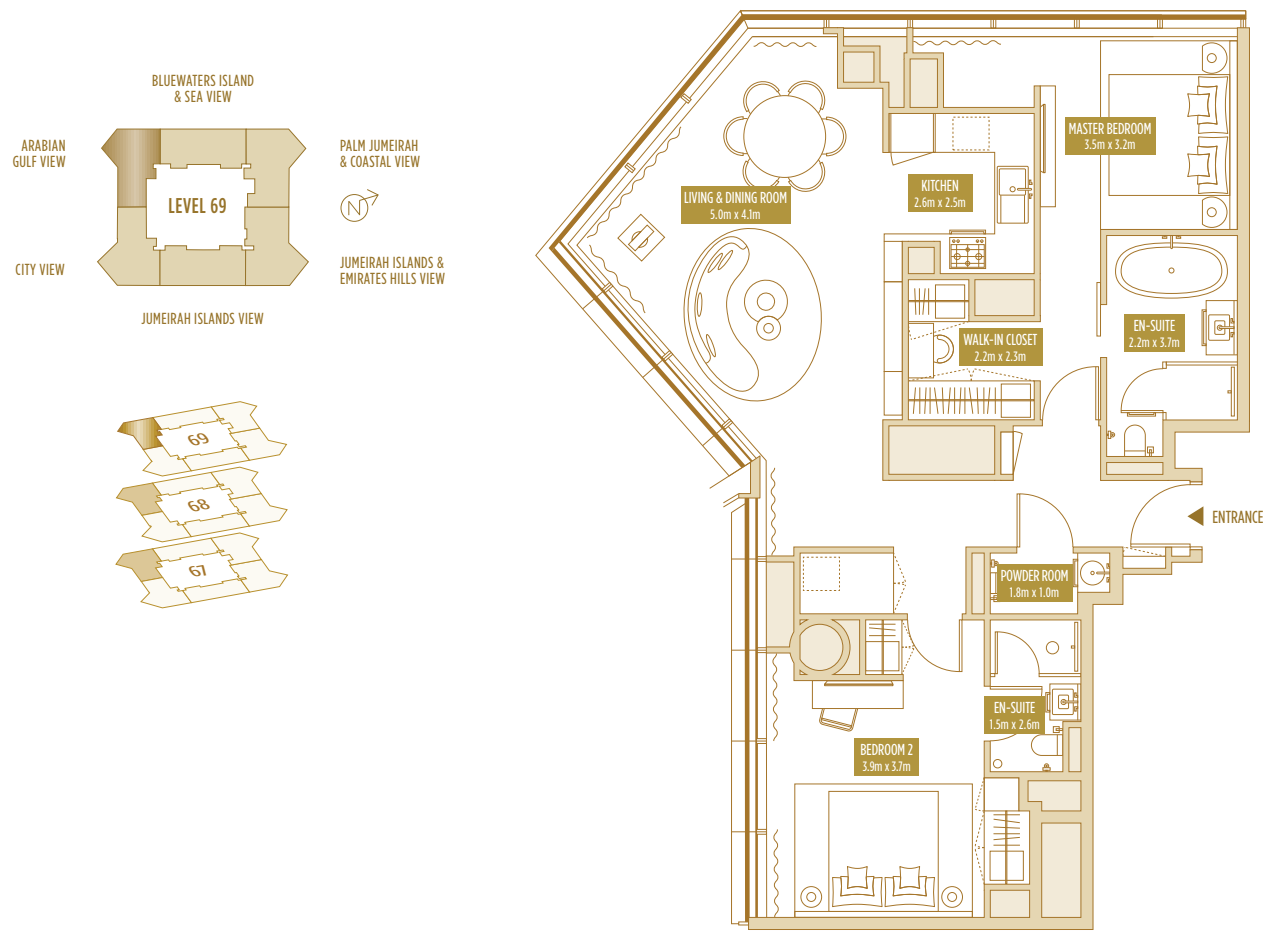 BLUEWATERS ISLAND
& SEA VIEW
ARABIAN
GULF VIEW
PALM JUMEIRAH
& COASTAL VIEW
LEVEL 69
N
CITY VIEW
JUMEIRAH ISLANDS &
EMIRATES HILLS VIEW
JUMEIRAH ISLANDS VIEW
69
68
67
MASTER BEDROOM
3.5m x 3.2m
KITCHEN
2.6m x 2.5m
LIVING & DINING ROOM
5.0m x 4.1m
EN-SUITE
2.2m x 3.7m
WALK-IN CLOSET
2.2m x 2.3m
ENTRANCE
POWDER ROOM
1.8m x 1.0m
EN-SUITE
1.5m x 2.6m
BEDROOM 2
3.9m x 3.7m